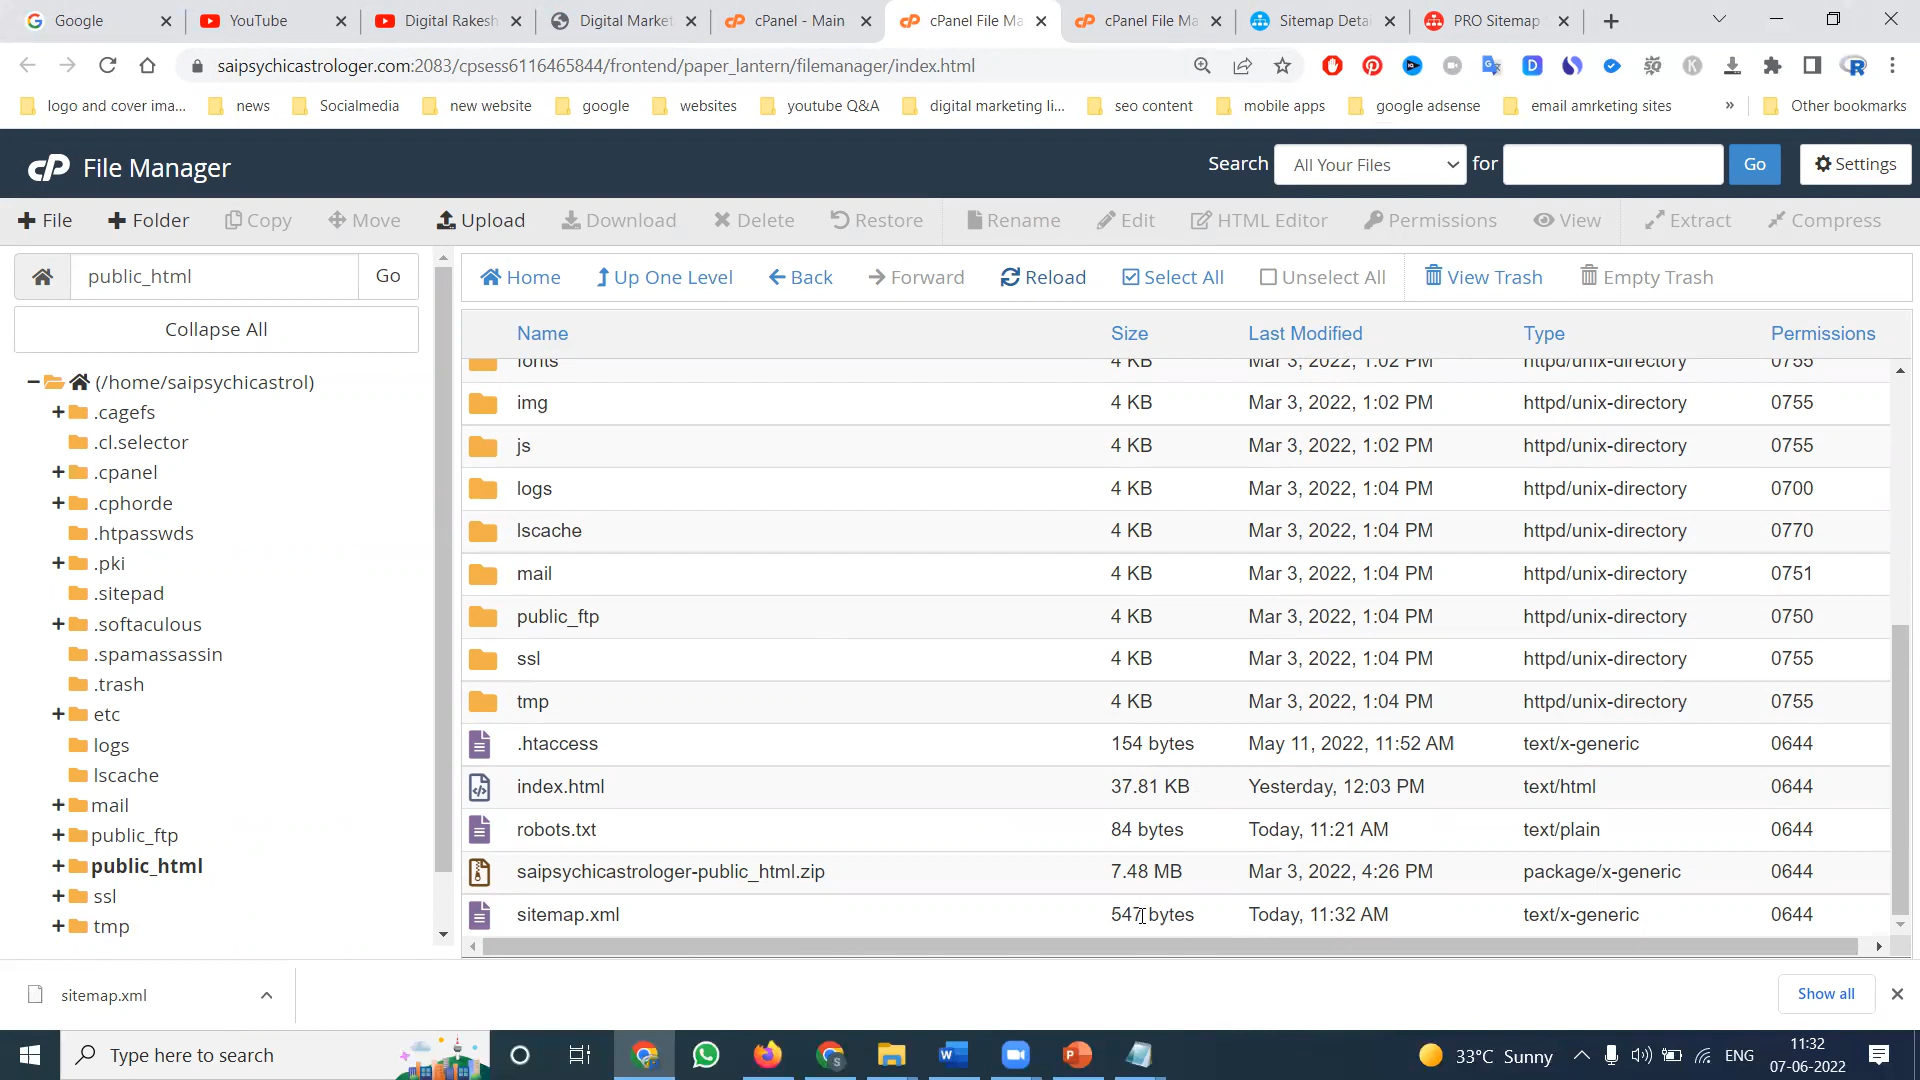 Google
YouTube
Digital Rakesh
Digital Market
cPanel - Main
cPanel File Ma
cPanel File Ma
Sitemap Deta
PRO Sitemap
saipsychicastrologer.com:2083/cpsess6116465844/frontend/paper_lantern/filemanager/index.html
logo and cover ima...
news
Socialmedia
new website
google
websites
youtube Q&A
digital marketing li...
seo content
mobile apps
google adsense
email amrketing sites
»
Other bookmarks
cP File Manager
Search
All Your Files
for
Go
Settings
File
Folder
Copy
Move
Upload
Download
Delete
Restore
Rename
Edit
HTML Editor
Permissions
View
Extract
Compress
public_html
Go
Home
Up One Level
Back
Forward
Reload
Select All
Unselect All
View Trash
Empty Trash
Collapse All
(/home/saipsychicastrol)
.cagefs
.cl.selector
.cpanel
.cphorde
.htpasswds
.pki
.sitepad
.softaculous
.spamassassin
.trash
etc
logs
lscache
mail
public_ftp
public_html
ssl
tmp
Name Size Last Modified Type Permissions
fonts 4 KB Mar 3, 2022, 1:02 PM httpd/unix-directory 0755
img 4 KB Mar 3, 2022, 1:02 PM httpd/unix-directory 0755
js 4 KB Mar 3, 2022, 1:02 PM httpd/unix-directory 0755
logs 4 KB Mar 3, 2022, 1:04 PM httpd/unix-directory 0700
lscache 4 KB Mar 3, 2022, 1:04 PM httpd/unix-directory 0770
mail 4 KB Mar 3, 2022, 1:04 PM httpd/unix-directory 0751
public_ftp 4 KB Mar 3, 2022, 1:04 PM httpd/unix-directory 0750
ssl 4 KB Mar 3, 2022, 1:04 PM httpd/unix-directory 0755
tmp 4 KB Mar 3, 2022, 1:04 PM httpd/unix-directory 0755
.htaccess 154 bytes May 11, 2022, 11:52 AM text/x-generic 0644
index.html 37.81 KB Yesterday, 12:03 PM text/html 0644
robots.txt 84 bytes Today, 11:21 AM text/plain 0644
saipsychicastrologer-public_html.zip 7.48 MB Mar 3, 2022, 4:26 PM package/x-generic 0644
sitemap.xml 547 bytes Today, 11:32 AM text/x-generic 0644
sitemap.xml
Show all
Type here to search
33°C Sunny
ENG
11:32
07-06-2022